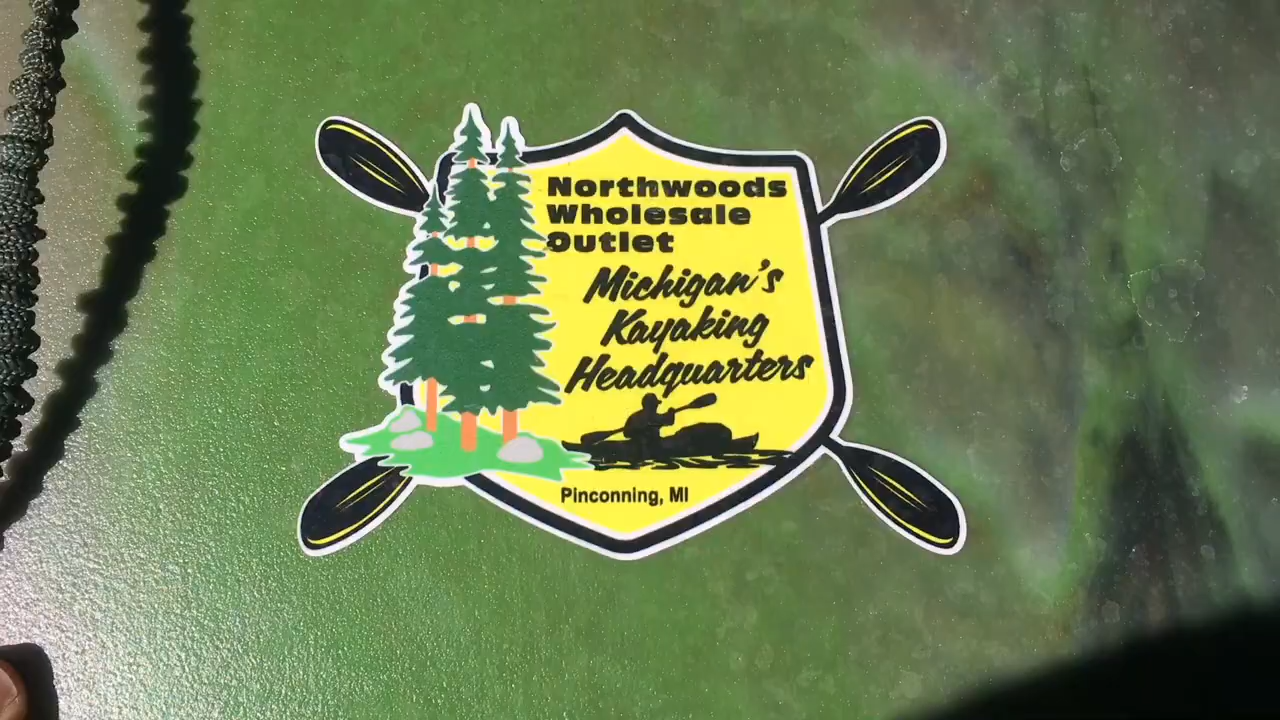 Northwoods
Wholesale
Outlet
Michigan's
Kayaking
Headquarters
Pinconning, MI